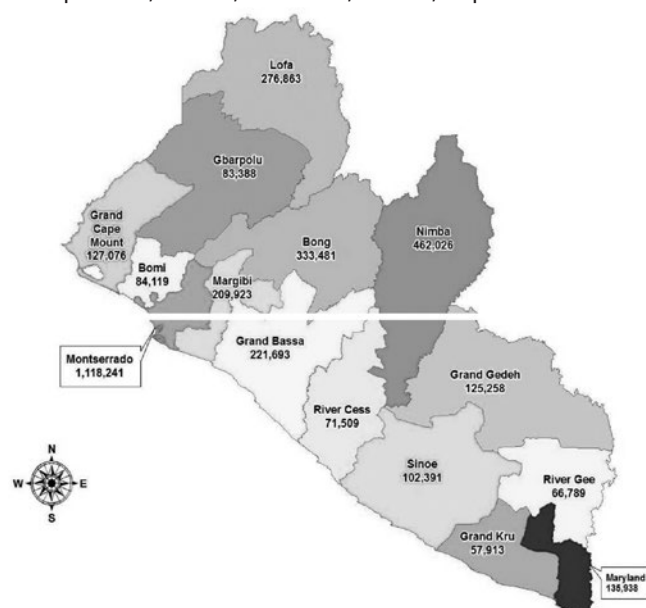 Lofa
276,863
Gbarpolu
83,388
Grand
Cape
Mount
127,076
Bomi
84,119
Bong
333,481
Nimba
462,026
Margibi
209,923
Montserrado
1,118,241
Grand Bassa
221,693
River Cess
71,509
Grand Gedeh
125,258
Sinoe
102,391
River Gee
66,789
Grand Kru
57,913
Maryland
135,938
N
W
E
S